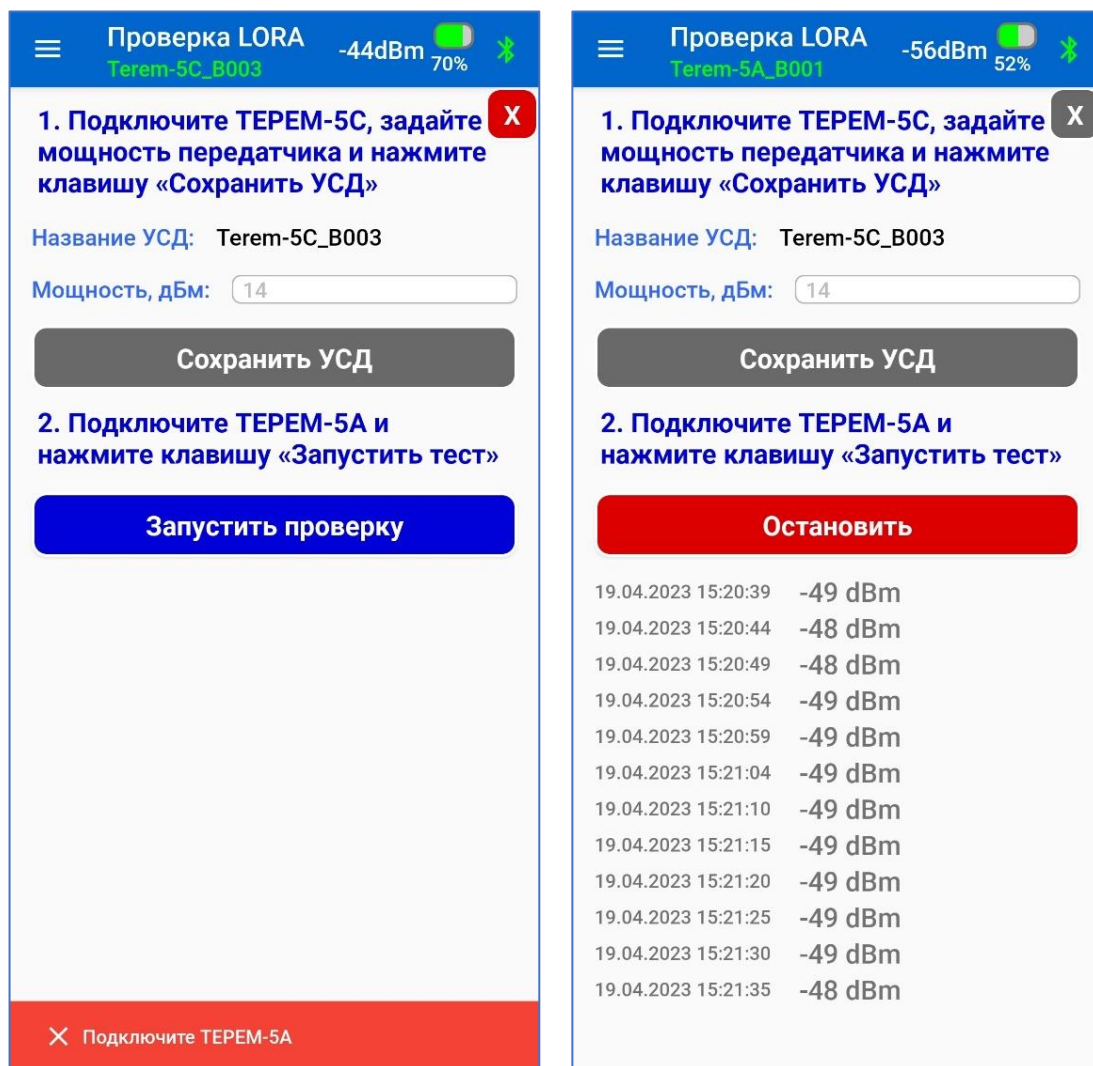 Проверка LORA
-44dBm
70%
Terem-5C_B003
X
1. Подключите ТЕРЕМ-5С, задайте
мощность передатчика и нажмите
клавишу «Сохранить УСД»
Название УСД: Terem-5C_B003
Мощность, дБм: 14
Сохранить УСД
2. Подключите ТЕРЕМ-5А и
нажмите клавишу «Запустить тест»
Запустить проверку
Подключите ТЕРЕМ-5А
Проверка LORA
-56dBm
52%
Terem-5A_B001
X
1. Подключите ТЕРЕМ-5С, задайте
мощность передатчика и нажмите
клавишу «Сохранить УСД»
Название УСД: Terem-5C_B003
Мощность, дБм: 14
Сохранить УСД
2. Подключите ТЕРЕМ-5А и
нажмите клавишу «Запустить тест»
Остановить
19.04.2023 15:20:39 -49 dBm
19.04.2023 15:20:44 -48 dBm
19.04.2023 15:20:49 -48 dBm
19.04.2023 15:20:54 -49 dBm
19.04.2023 15:20:59 -49 dBm
19.04.2023 15:21:04 -49 dBm
19.04.2023 15:21:10 -49 dBm
19.04.2023 15:21:15 -49 dBm
19.04.2023 15:21:20 -49 dBm
19.04.2023 15:21:25 -49 dBm
19.04.2023 15:21:30 -49 dBm
19.04.2023 15:21:35 -48 dBm